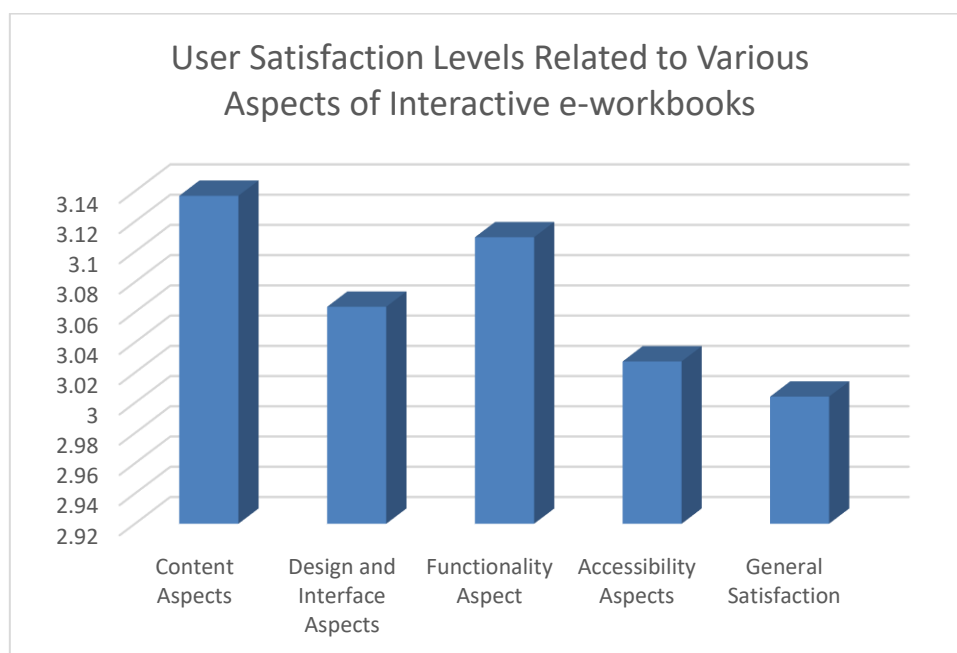 User Satisfaction Levels Related to Various
Aspects of Interactive e-workbooks
3.14
3.12
3.1
3.08
3.06
3.04
3.02
3
2.98
2.96
2.94
2.92
Content
Aspects
Design and
Interface
Aspects
Functionality
Aspect
Accessibility
Aspects
General
Satisfaction